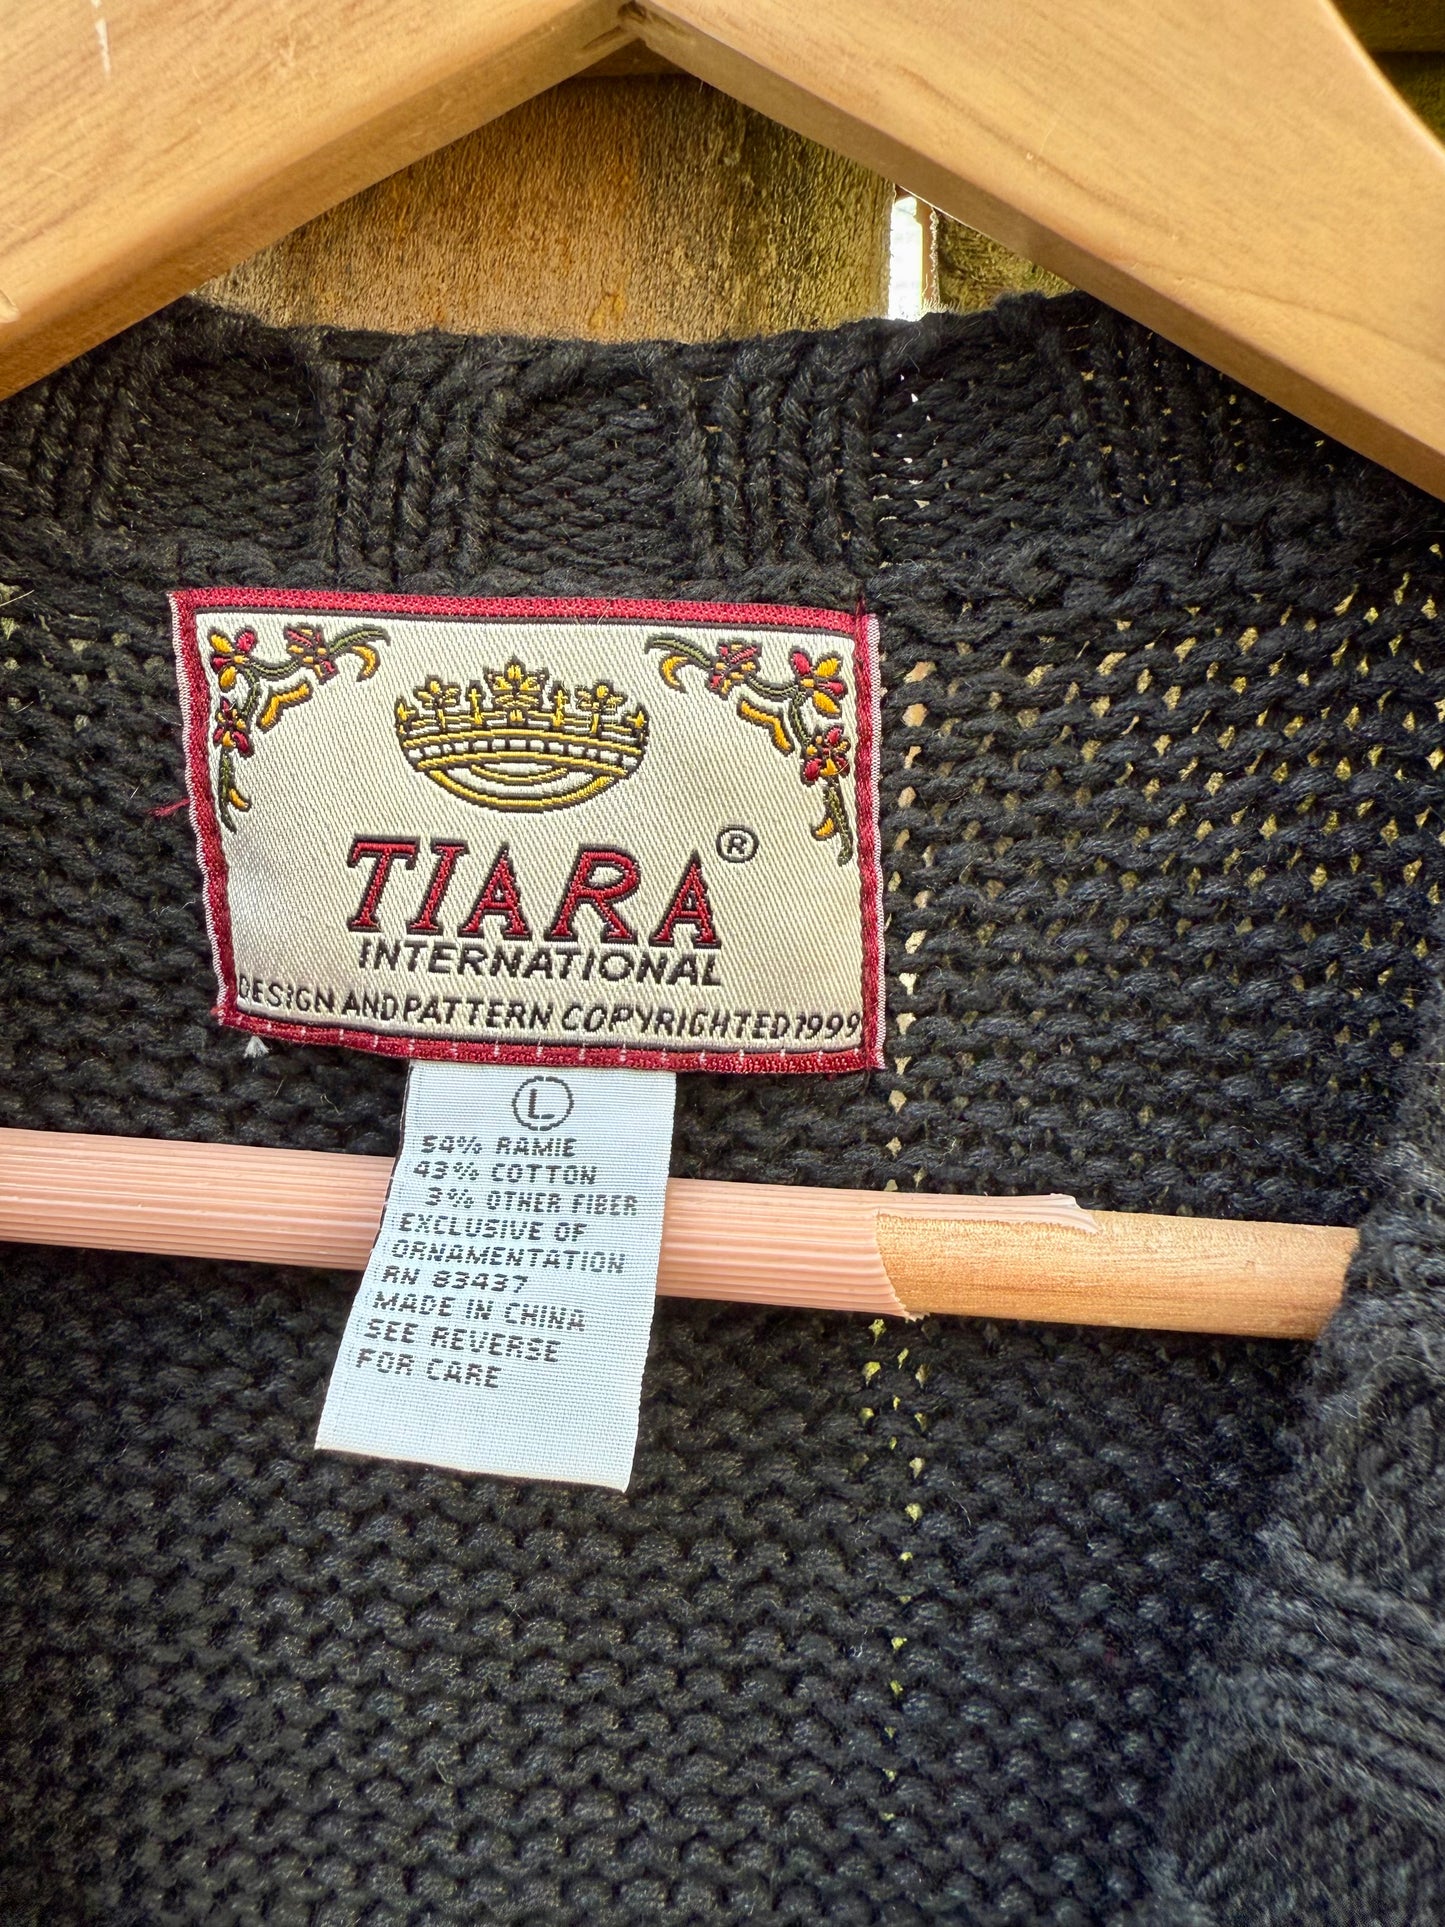 TIARA ®
INTERNATIONAL
DESIGN AND PATTERN COPYRIGHTED 1999
L
54% RAMIE
43% COTTON
3% OTHER FIBER
EXCLUSIVE OF
ORNAMENTATION
RN 83437
MADE IN CHINA
SEE REVERSE
FOR CARE